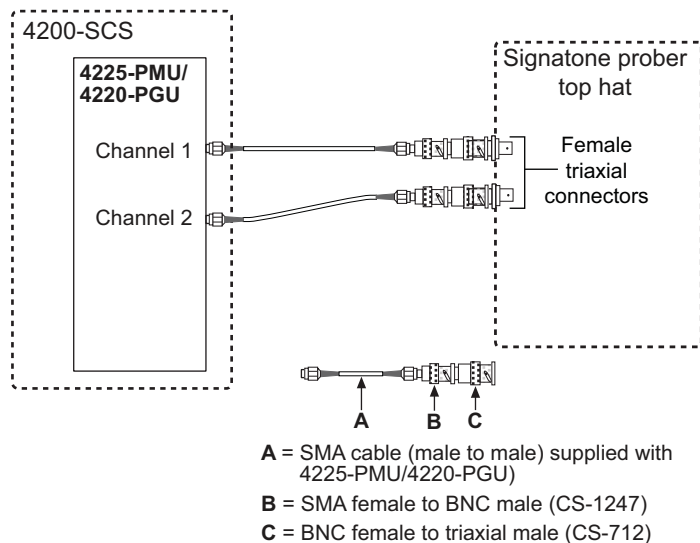 4200-SCS
4225-PMU/
4220-PGU
Channel 1
Channel 2
Signatone prober
top hat
Female
triaxial
connectors
A
B
C
A = SMA cable (male to male) supplied with
4225-PMU/4220-PGU)
B = SMA female to BNC male (CS-1247)
C = BNC female to triaxial male (CS-712)